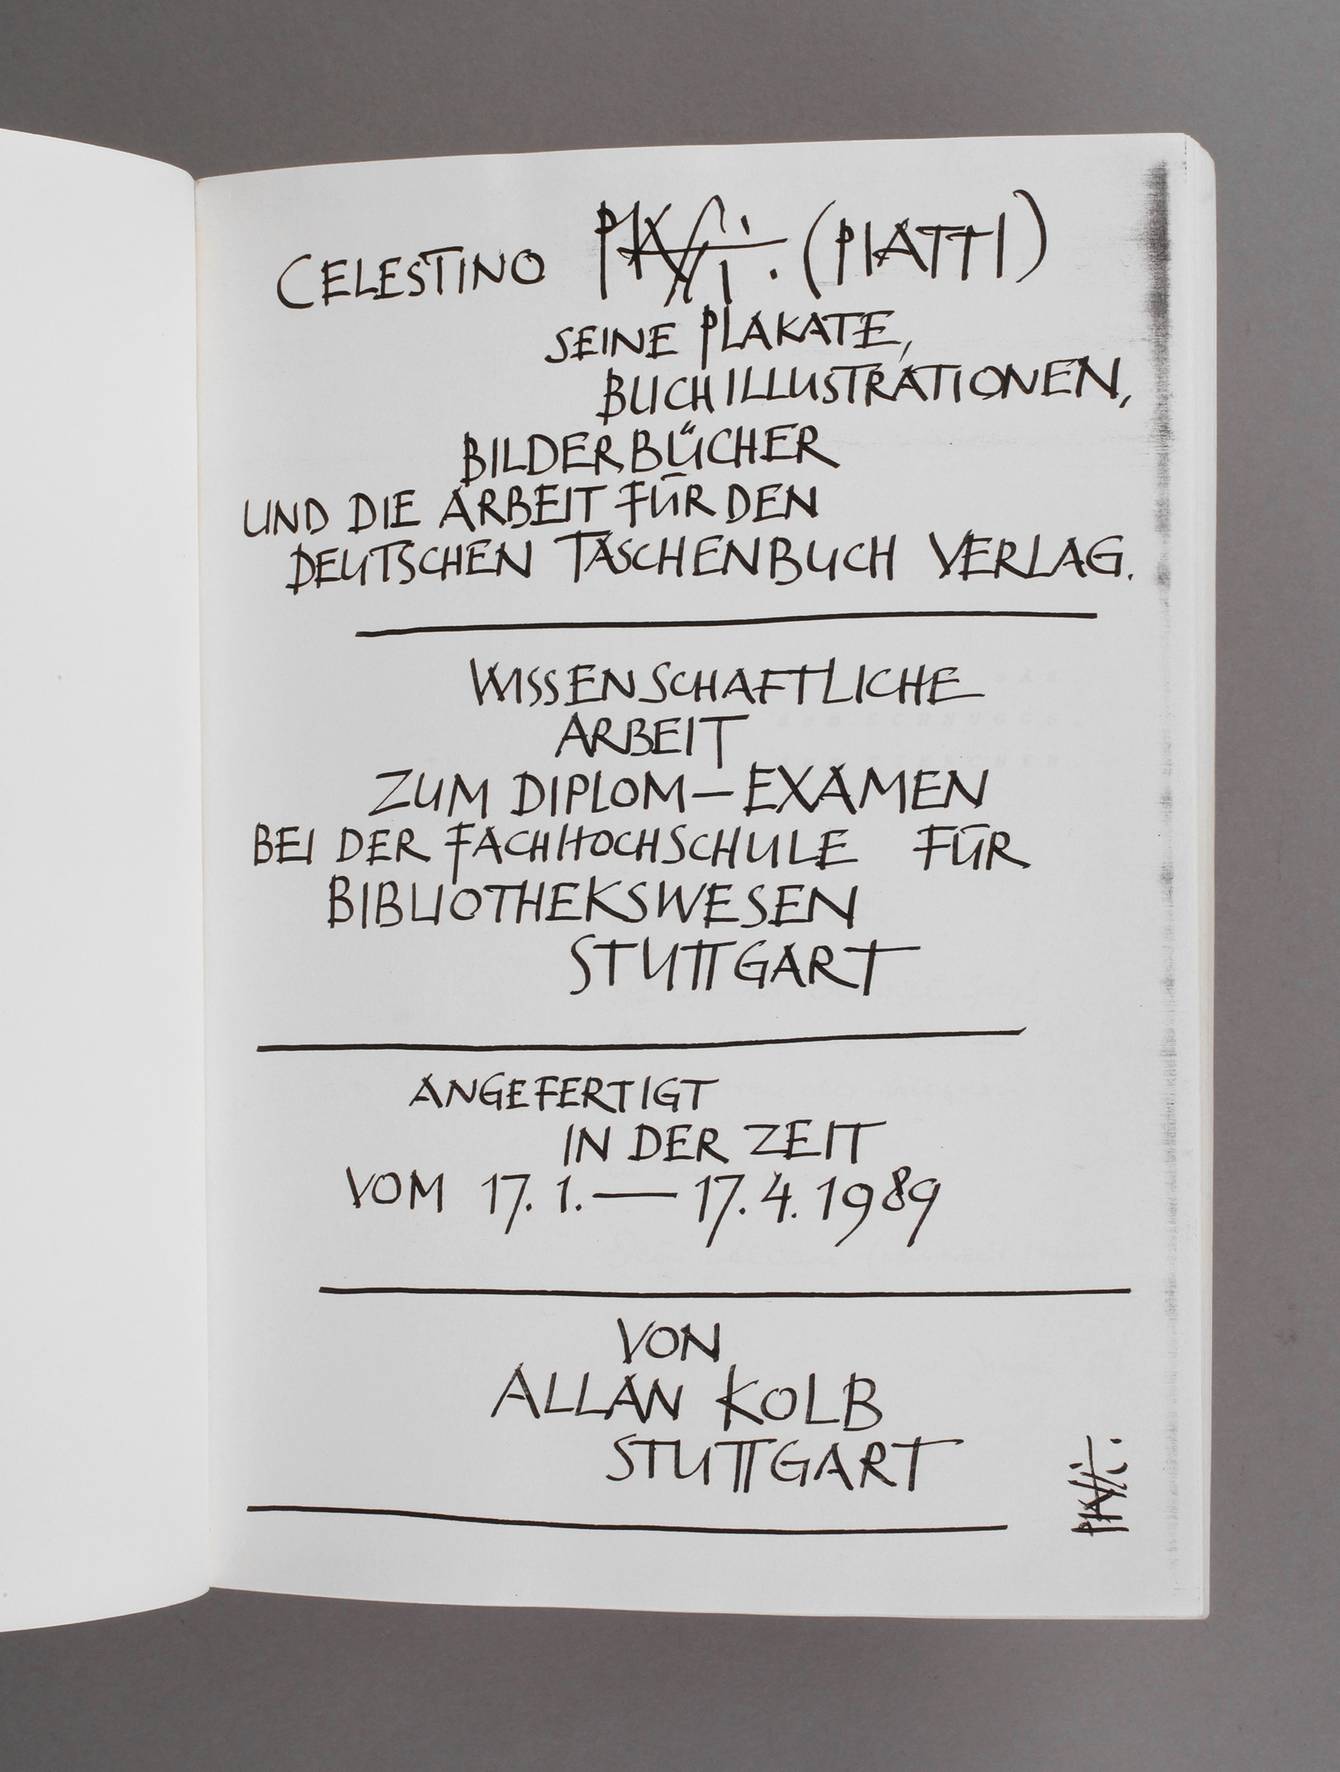 CELESTINO PIATTI. (PIATTI)
SEINE PLAKATE,
BUCHILLUSTRATIONEN,
BILDERBÜCHER
UND DIE ARBEIT FÜR DEN
DEUTSCHEN TASCHENBUCH VERLAG.
WISSENSCHAFTLICHE
ARBEIT
ZUM DIPLOM–EXAMEN
BEI DER FACHHOCHSCHULE FÜR
BIBLIOTHEKSWESEN
STUTTGART
ANGEFERTIGT
IN DER ZEIT
VOM 17. 1. — 17. 4. 1989
VON
ALLAN KOLB
STUTTGART
PIATTI.